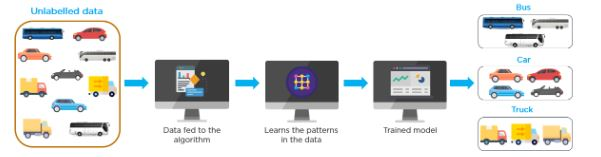 Unlabelled data
Bus
Car
Truck
Data fed to the
algorithm
Learns the patterns
in the data
Trained model